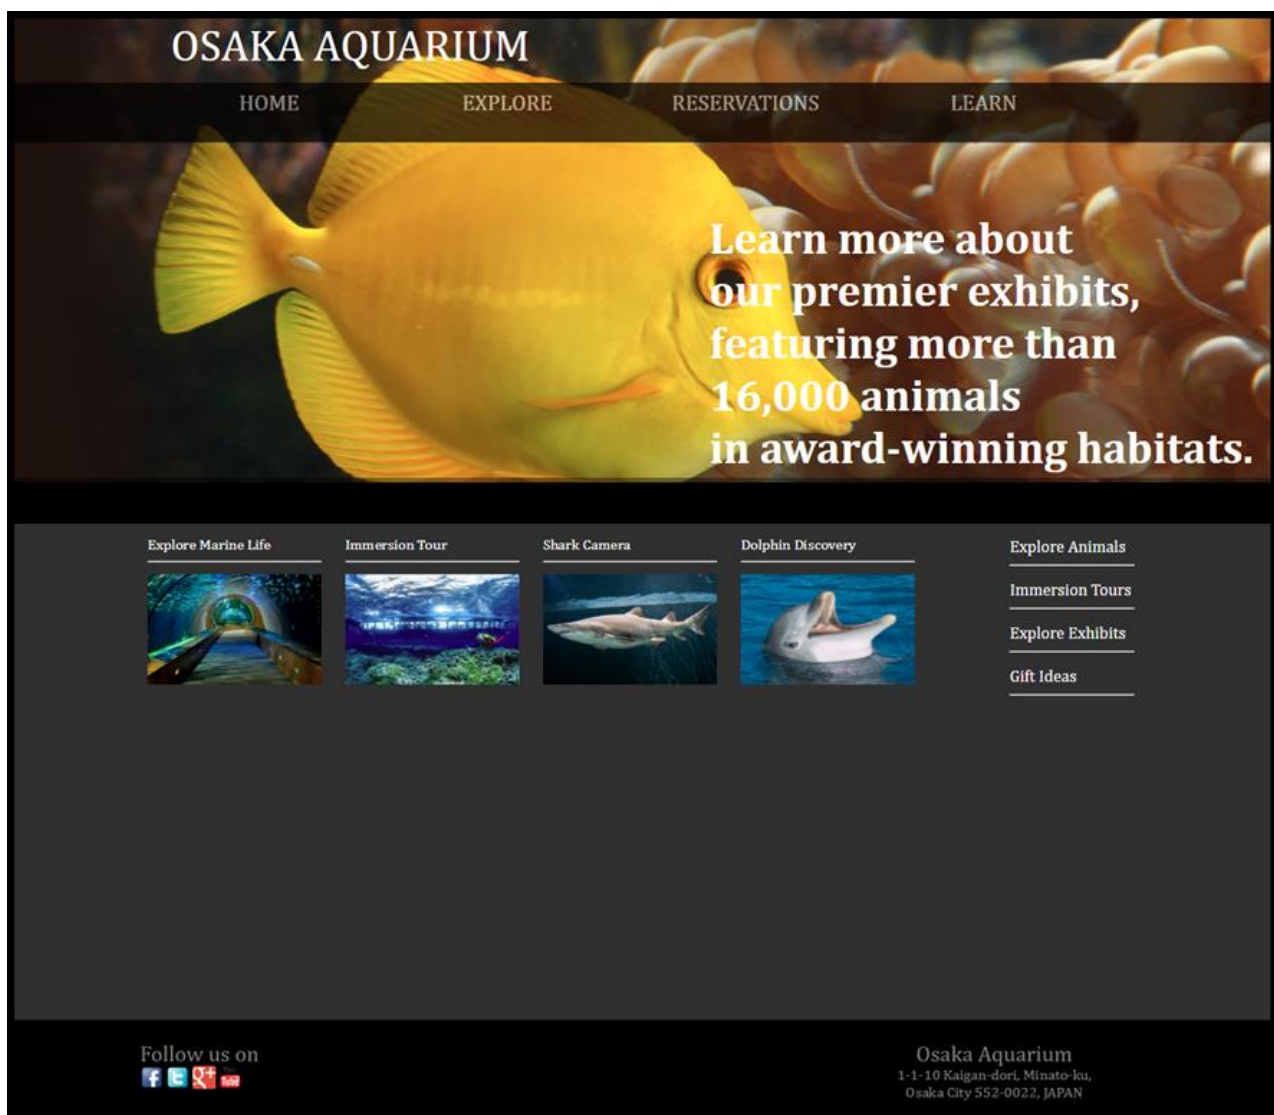 OSAKA AQUARIUM
HOME EXPLORE RESERVATIONS LEARN
Learn more about
our premier exhibits,
featuring more than
16,000 animals
in award-winning habitats.
Explore Marine Life
Immersion Tour
Shark Camera
Dolphin Discovery
Explore Animals
Immersion Tours
Explore Exhibits
Gift Ideas
Follow us on
f t g+ You Tube
Osaka Aquarium
1-1-10 Kaigan-dori, Minato-ku,
Osaka City 552-0022, JAPAN